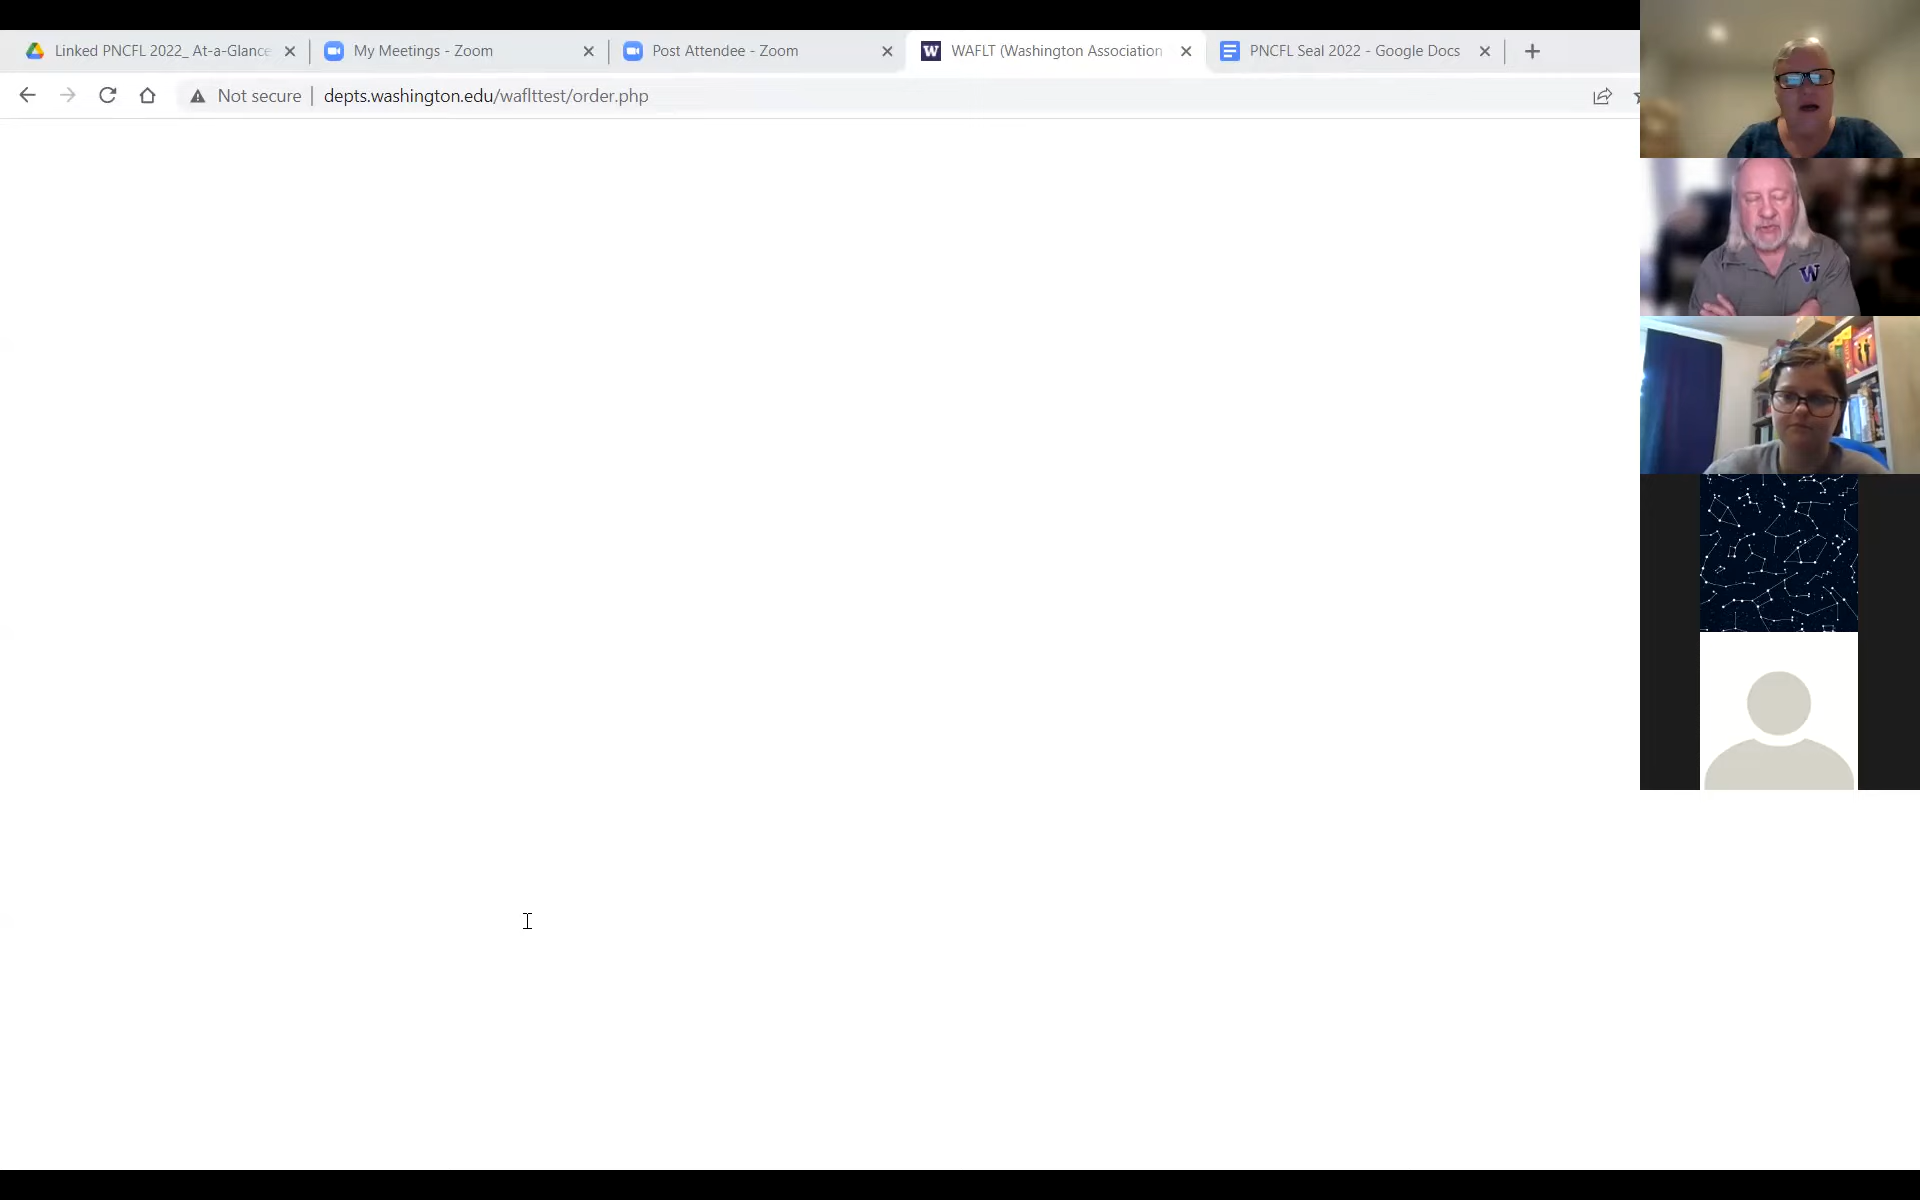 Linked PNCFL 2022_ At-a-Glance
My Meetings - Zoom
Post Attendee - Zoom
W WAFLT (Washington Association
PNCFL Seal 2022 - Google Docs
Not secure depts.washington.edu/waflttest/order.php
W